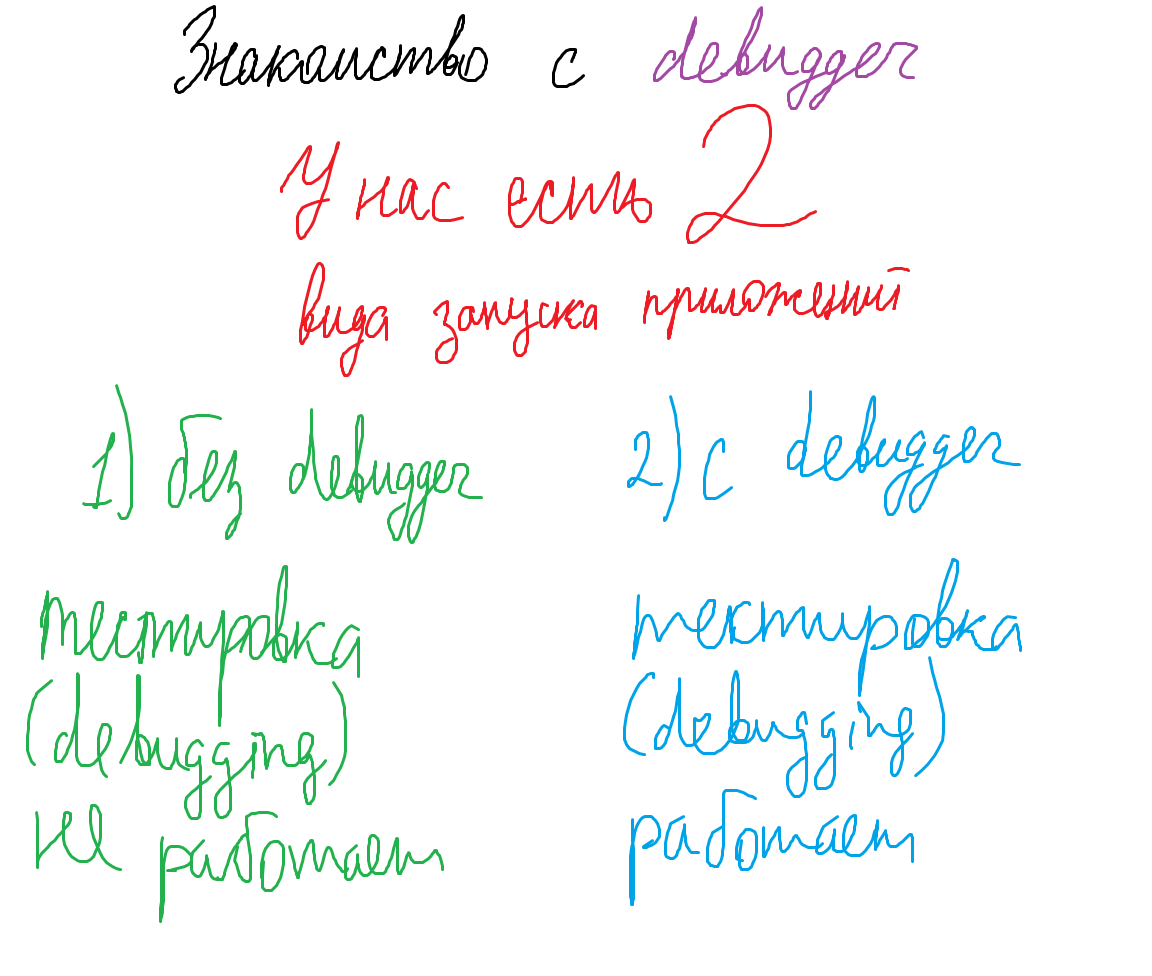 Знакамство с debugger
У нас есть 2
вида запуска приложений
1) без debugger
2) с debugger
тестировка
(debugging)
не работает
тестировка
(debugging)
работает